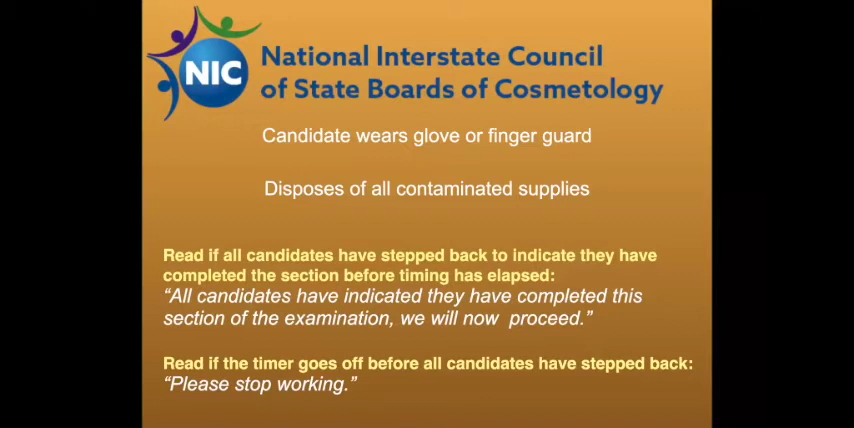 NIC
National Interstate Council
of State Boards of Cosmetology
Candidate wears glove or finger guard
Disposes of all contaminated supplies
Read if all candidates have stepped back to indicate they have
completed the section before timing has elapsed:
“All candidates have indicated they have completed this
section of the examination, we will now proceed.”
Read if the timer goes off before all candidates have stepped back:
“Please stop working.”